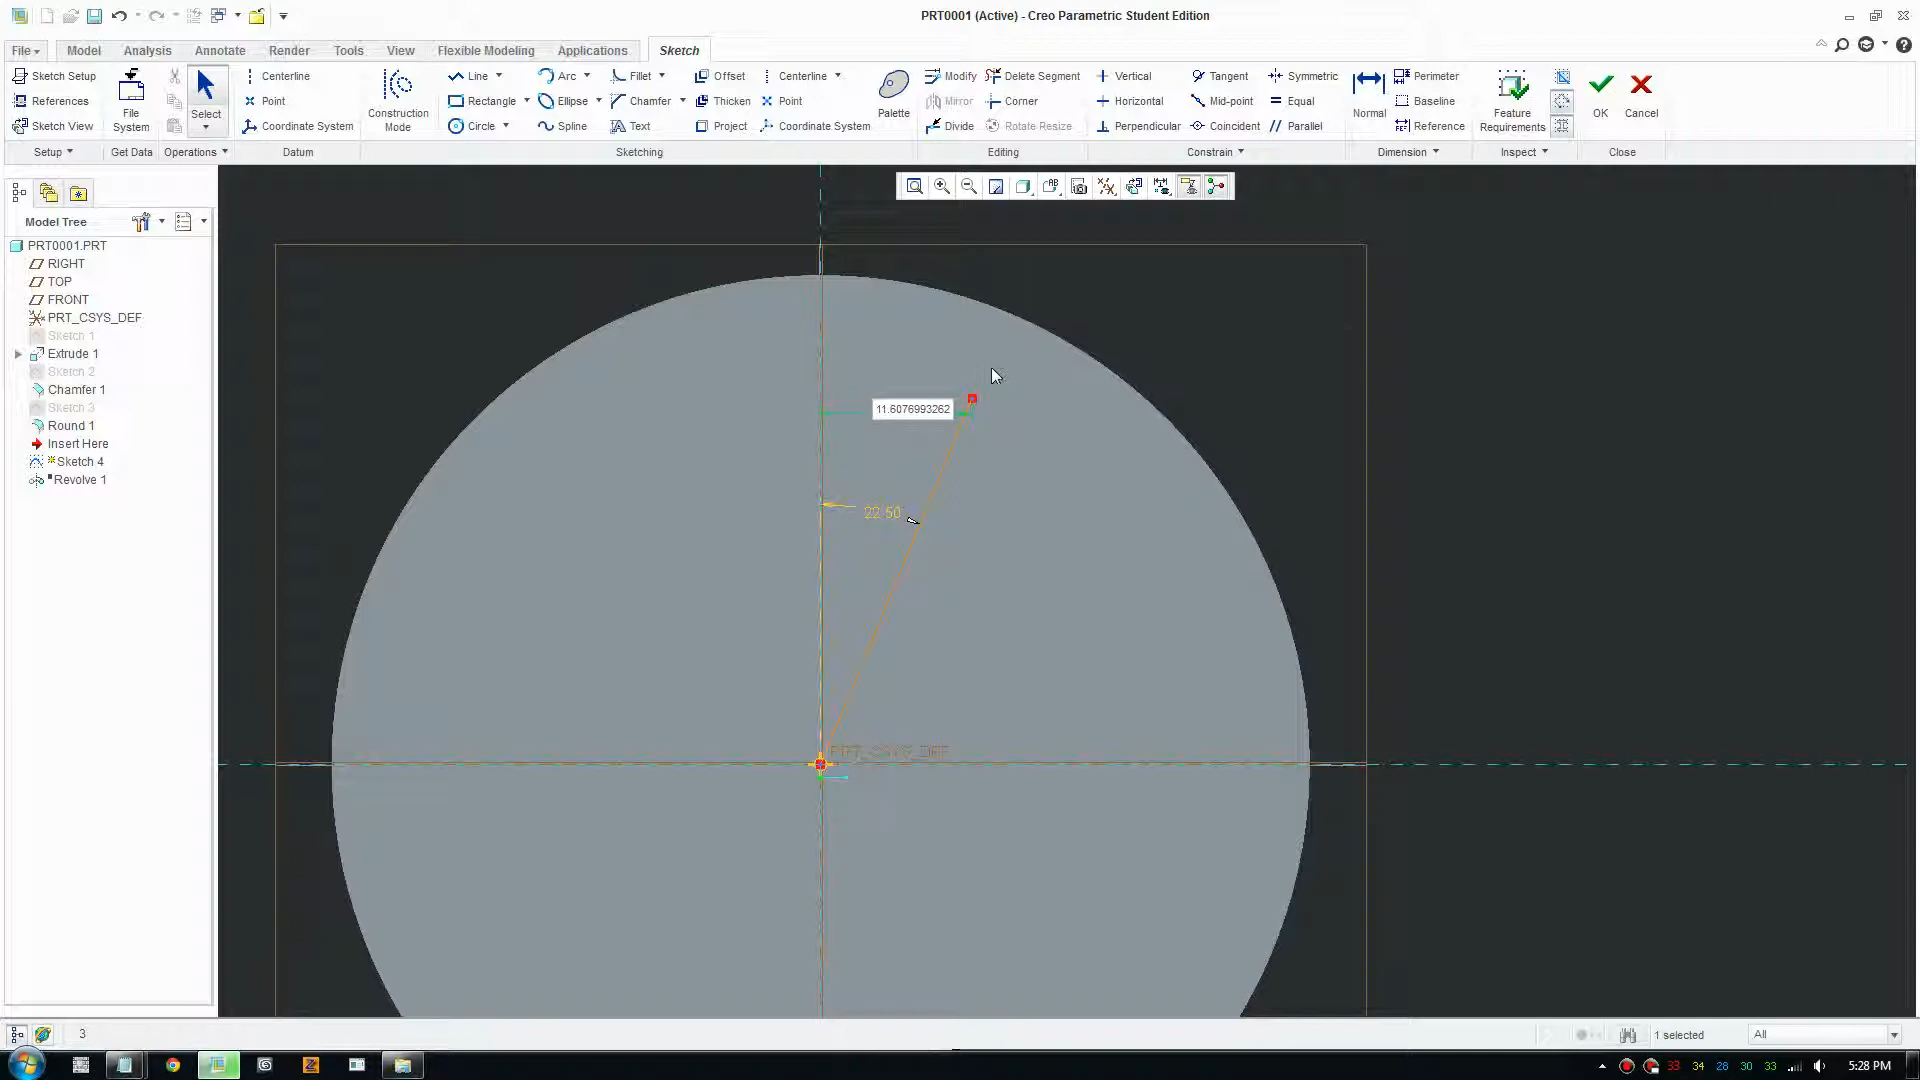 PRT0001 (Active) - Creo Parametric Student Edition
File Model Analysis Annotate Render Tools View Flexible Modeling Applications Sketch
Sketch Setup
References
Sketch View
Setup
File System
Get Data
Select
Operations
Centerline
Point
Coordinate System
Datum
Construction Mode
Line Arc Fillet Offset Centerline
Rectangle Ellipse Chamfer Thicken Point
Circle Spline Text Project Coordinate System
Palette
Sketching
Modify Delete Segment
Mirror Corner
Divide Rotate Resize
Editing
Vertical Tangent Symmetric
Horizontal Mid-point Equal
Perpendicular Coincident Parallel
Constrain
Normal
Perimeter
Baseline
Reference
Dimension
Feature Requirements
Inspect
OK
Cancel
Close
Model Tree
PRT0001.PRT
RIGHT
TOP
FRONT
PRT_CSYS_DEF
Sketch 1
Extrude 1
Sketch 2
Chamfer 1
Sketch 3
Round 1
Insert Here
Sketch 4
Revolve 1
11.6076993262
22.50
PRT_CSYS_DEF
3
1 selected
All
33 34 28 30 33
5:28 PM